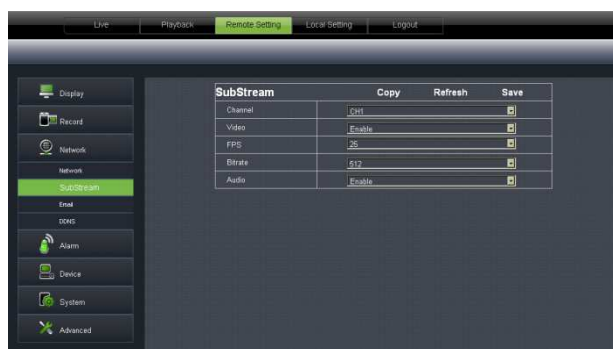 Live Playback Remote Setting Local Setting Logout
Display
Record
Network
Network
SubStream
Email
DDNS
Alarm
Device
System
Advanced
SubStream Copy Refresh Save
Channel CH1
Video Enable
FPS 25
Bitrate 512
Audio Enable